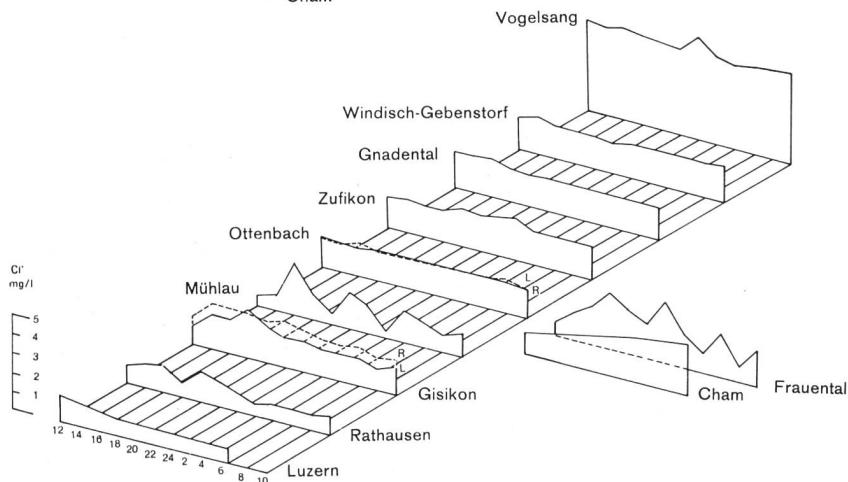 Cham
Vogelsang
Windisch-Gebenstorf
Gnadental
Zufikon
Ottenbach
L
R
Cl'
mg/l
Mühlau
5
4
3
2
1
R
L
Gisikon
Cham
Frauental
Rathausen
Luzern
12 14 16 18 20 22 24 2 4 6 8 10